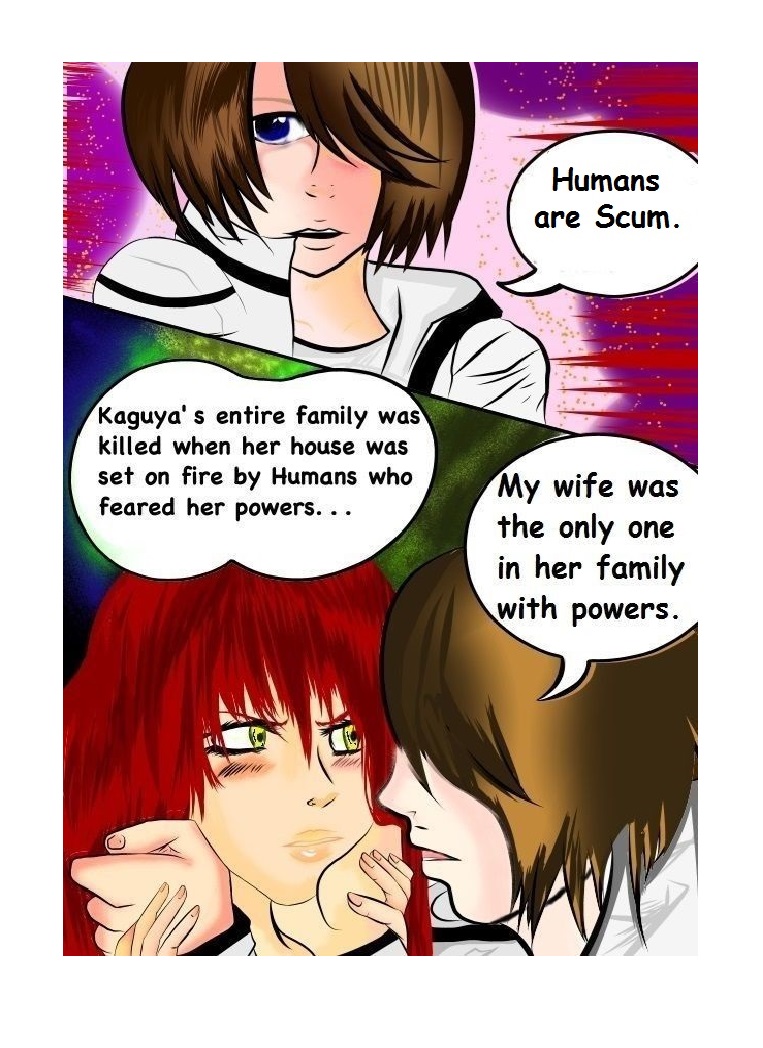 Humans
are Scum.
Kaguya's entire family was
killed when her house was
set on fire by Humans who
feared her powers...
My wife was
the only one
in her family
with powers.